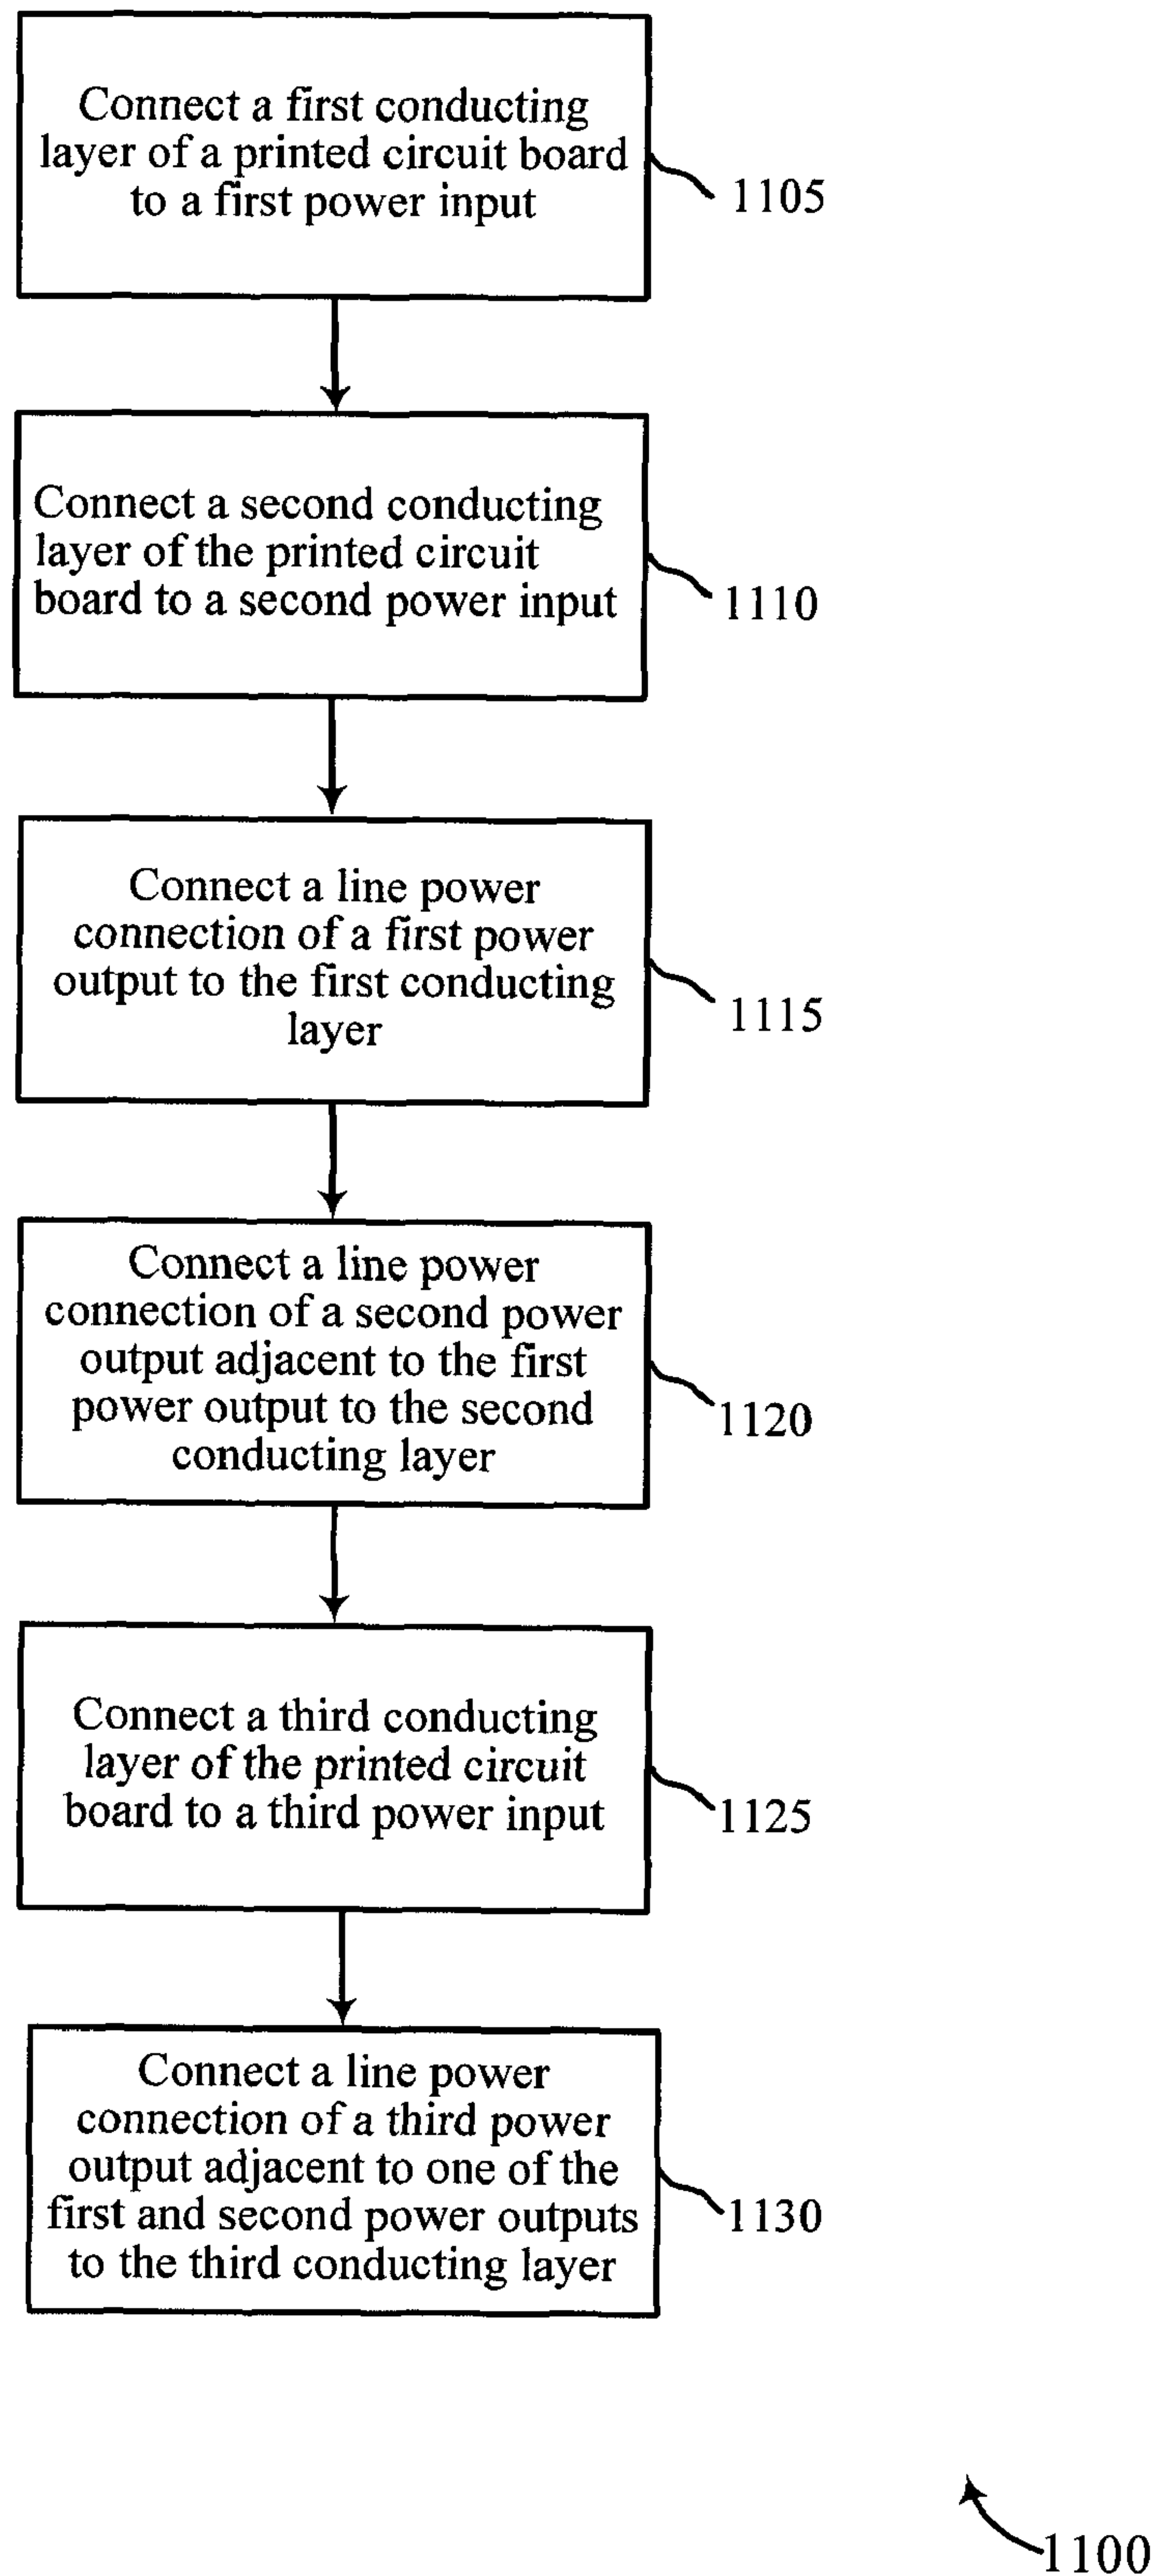 Connect a first conducting
layer of a printed circuit board
to a first power input
1105
Connect a second conducting
layer of the printed circuit
board to a second power input
1110
Connect a line power
connection of a first power
output to the first conducting
layer
1115
Connect a line power
connection of a second power
output adjacent to the first
power output to the second
conducting layer
1120
Connect a third conducting
layer of the printed circuit
board to a third power input
1125
Connect a line power
connection of a third power
output adjacent to one of the
first and second power outputs
to the third conducting layer
1130
1100